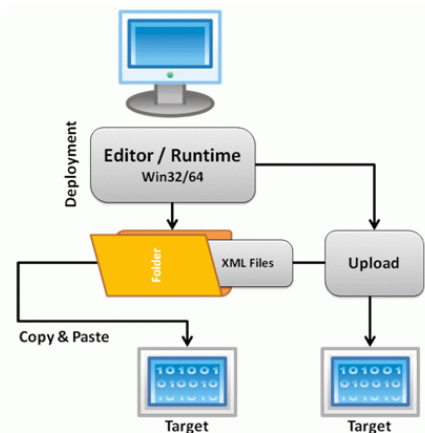 Deployment
Editor / Runtime
Win32/64
Folder
XML Files
Upload
Copy & Paste
101001
010010
101001
010010
Target
Target